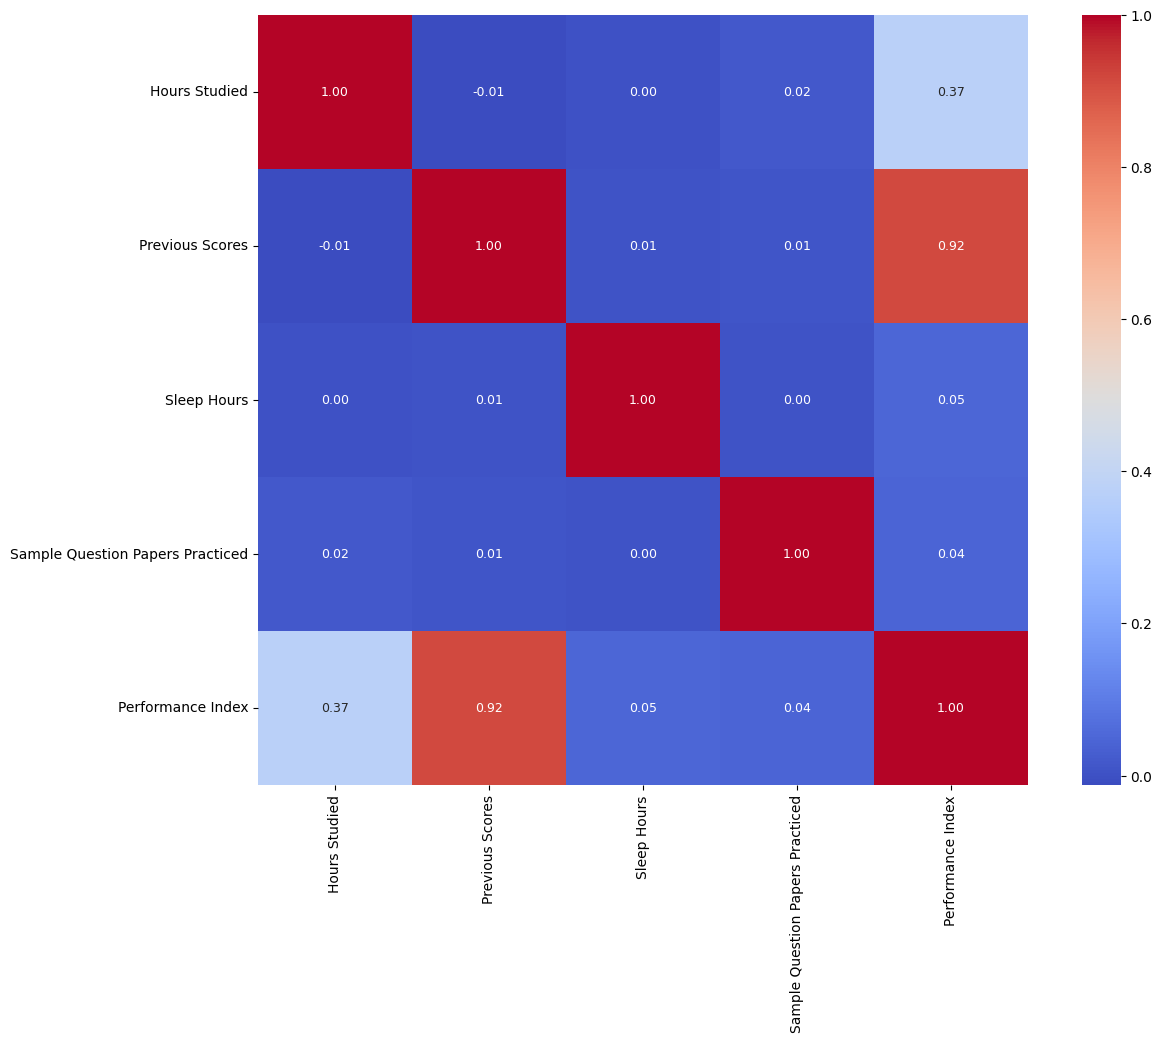 1.0
Hours Studied 1.00 -0.01 0.00 0.02 0.37
0.8
Previous Scores -0.01 1.00 0.01 0.01 0.92
0.6
Sleep Hours 0.00 0.01 1.00 0.00 0.05
0.4
Sample Question Papers Practiced 0.02 0.01 0.00 1.00 0.04
0.2
Performance Index 0.37 0.92 0.05 0.04 1.00
0.0
Hours Studied
Previous Scores
Sleep Hours
Sample Question Papers Practiced
Performance Index